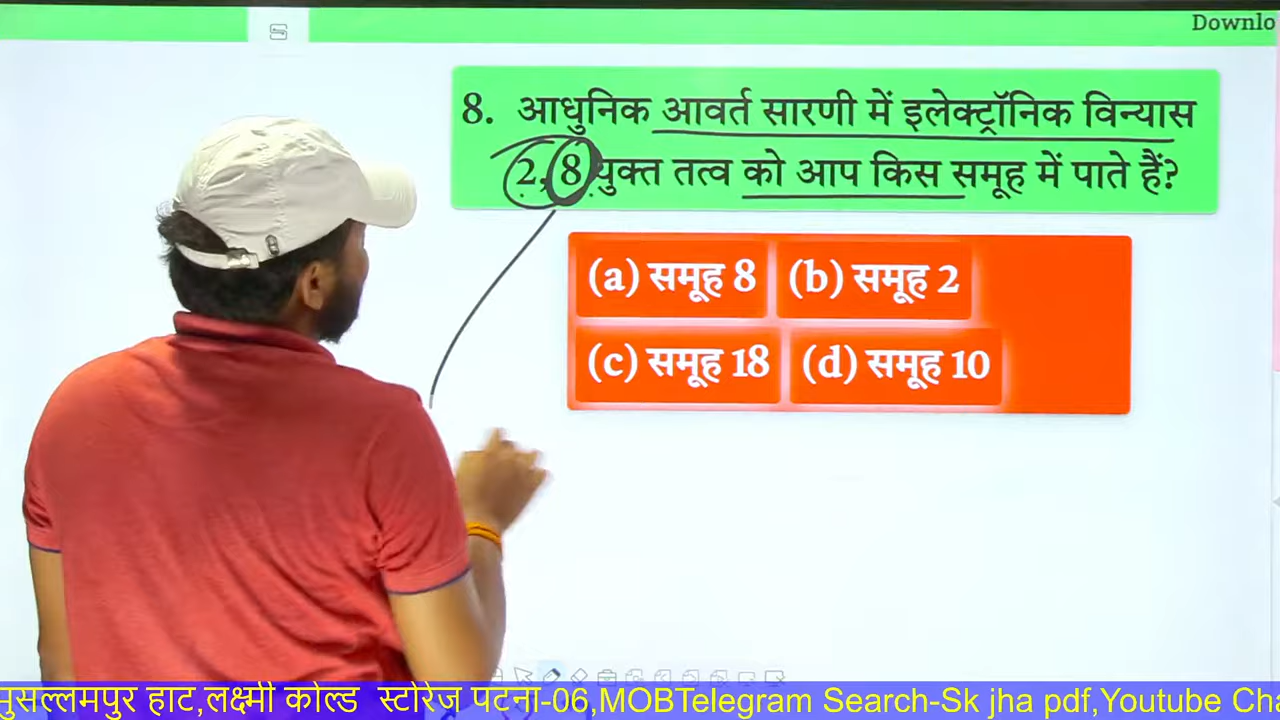 Downlo
8. आधुनिक आवर्त सारणी में इलेक्ट्रॉनिक विन्यास
2,8 युक्त तत्व को आप किस समूह में पाते हैं?
(a) समूह 8 (b) समूह 2
(c) समूह 18 (d) समूह 10
मुसल्लमपुर हाट,लक्ष्मी कोल्ड स्टोरेज पटना-06,MOBTelegram Search-Sk jha pdf,Youtube Cha